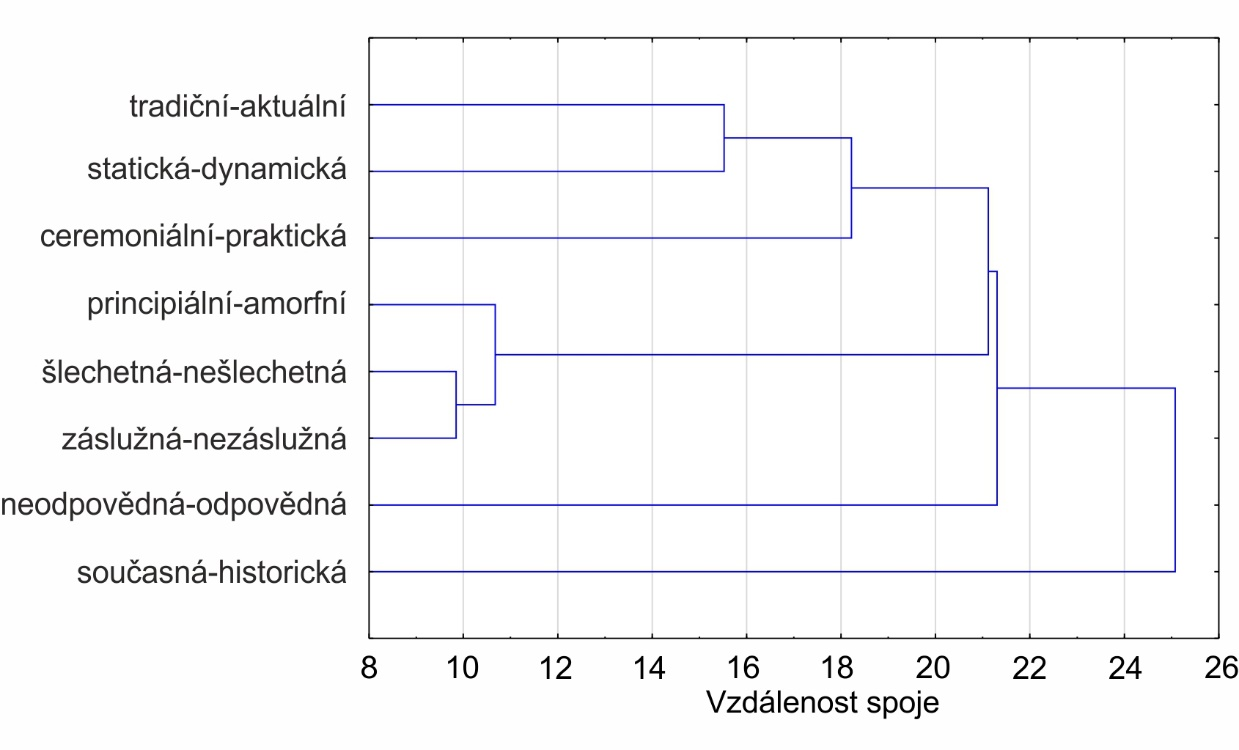 tradiční-aktuální
statická-dynamická
ceremoniální-praktická
principiální-amorfní
šlechetná-nešlechetná
záslužná-nezáslužná
neodpovědná-odpovědná
současná-historická
8 10 12 14 16 18 20 22 24 26
Vzdálenost spoje